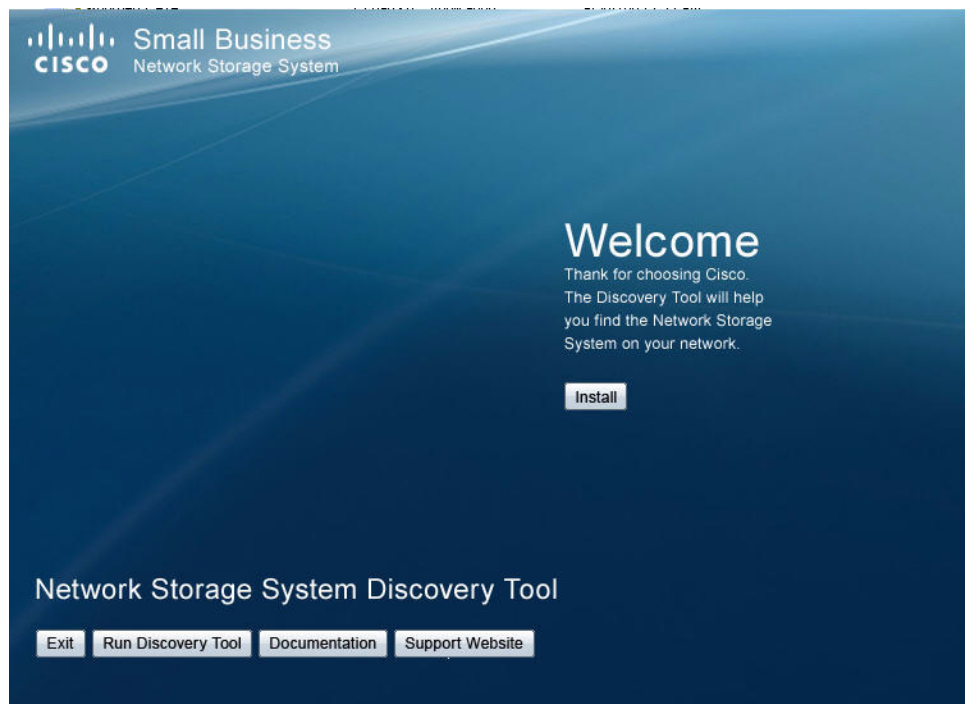 Small Business
CISCO Network Storage System
Welcome
Thank for choosing Cisco.
The Discovery Tool will help
you find the Network Storage
System on your network.
Install
Network Storage System Discovery Tool
Exit Run Discovery Tool Documentation Support Website